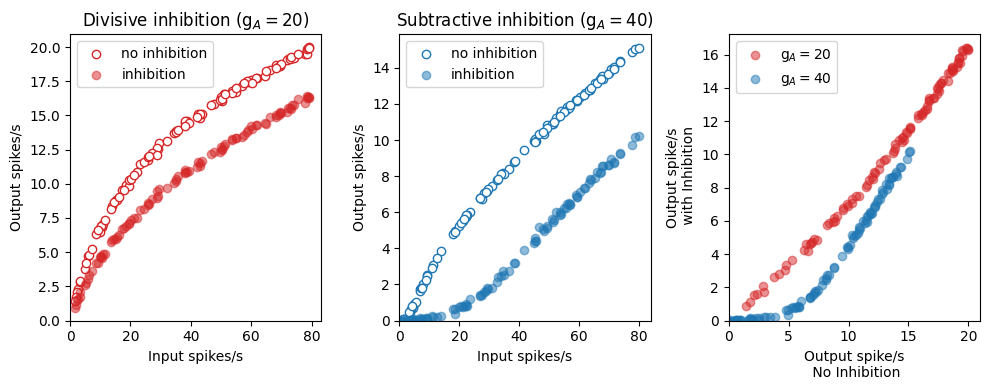 Divisive inhibition (g_A = 20)
20.0
17.5
15.0
12.5
10.0
7.5
5.0
2.5
0.0
Output spikes/s
no inhibition
inhibition
0 20 40 60 80
Input spikes/s
Subtractive inhibition (g_A = 40)
14
12
10
8
6
4
2
0
Output spikes/s
no inhibition
inhibition
0 20 40 60 80
Input spikes/s
16
14
12
10
8
6
4
2
0
Output spike/s
with Inhibition
g_A = 20
g_A = 40
0 5 10 15 20
Output spike/s
No Inhibition